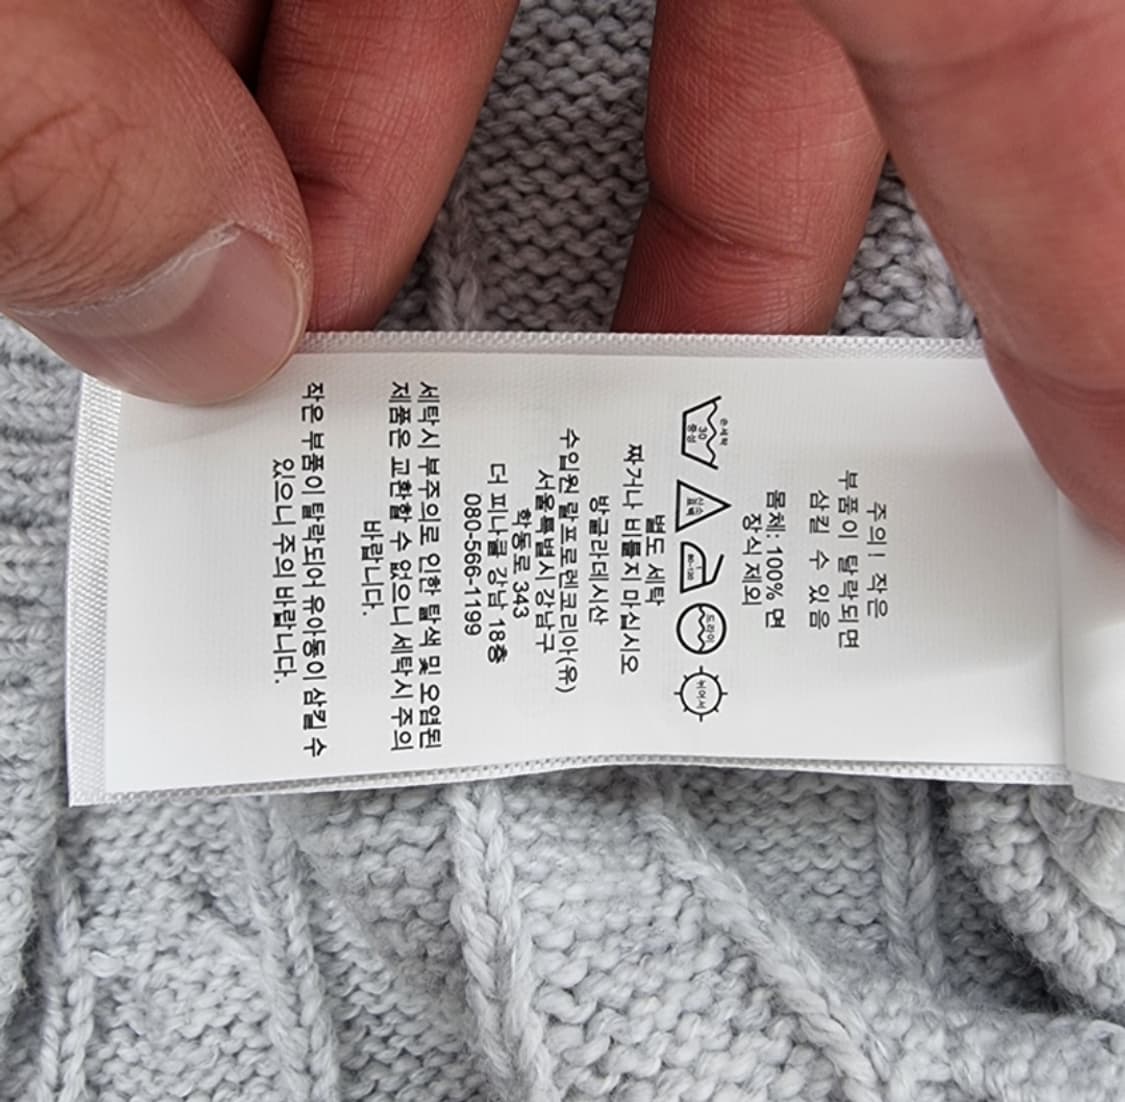 주의! 작은
부품이 탈락되면
삼킬 수 있음
몸체: 100% 면
장식 제외
손세탁
30
중성
산소
표백
80~120
드라이
뉘어서
별도 세탁
짜거나 비틀지 마십시오
방글라데시산
수입원 랄프로렌코리아(유)
서울특별시 강남구
학동로 343
더 피나클 강남 18층
080-566-1199
세탁시 부주의로 인한 탈색 및 오염된
제품은 교환할 수 없으니 세탁시 주의
바랍니다.
작은 부품이 탈락되어 유아동이 삼킬 수
있으니 주의 바랍니다.